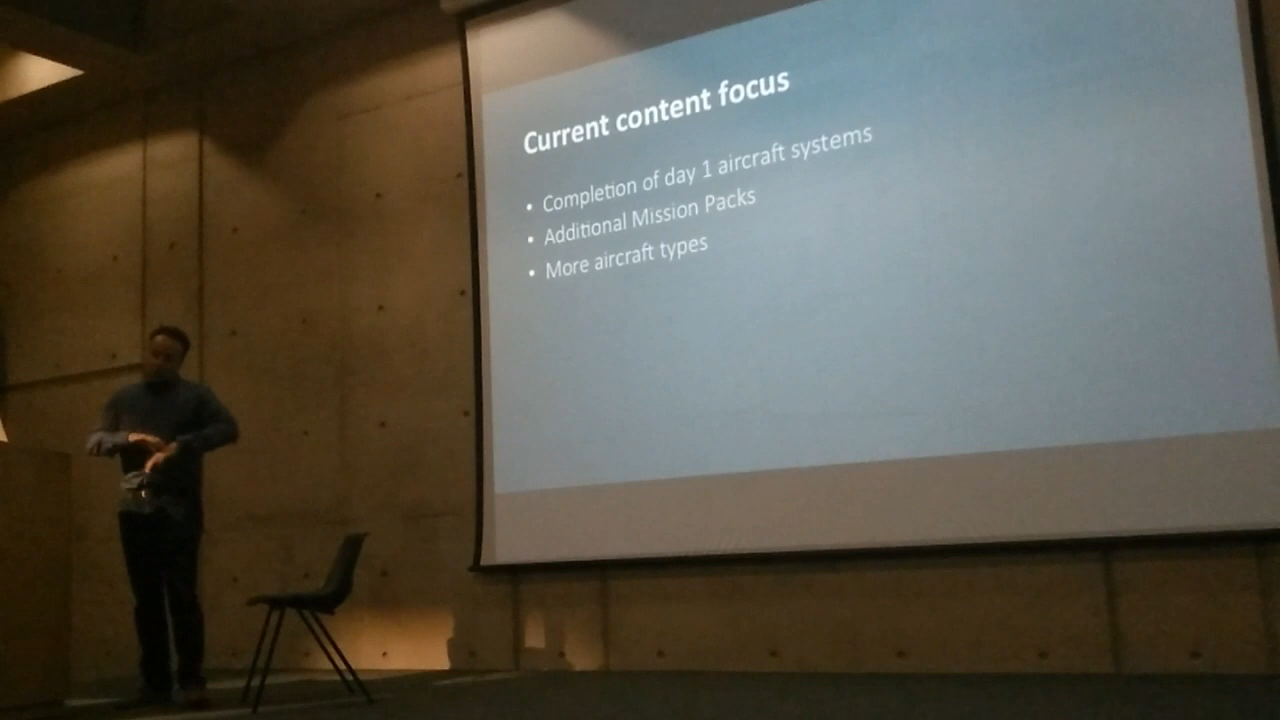 Current content focus
• Completion of day 1 aircraft systems
• Additional Mission Packs
• More aircraft types